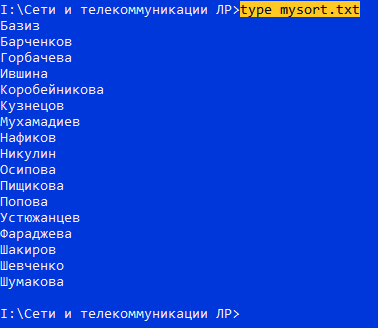 I:\Сети и телекоммуникации ЛР>type mysort.txt
Базиз
Барченков
Горбачева
Ившина
Коробейникова
Кузнецов
Мухамадиев
Нафиков
Никулин
Осипова
Пищикова
Попова
Устюжанцев
Фараджева
Шакиров
Шевченко
Шумакова
I:\Сети и телекоммуникации ЛР>